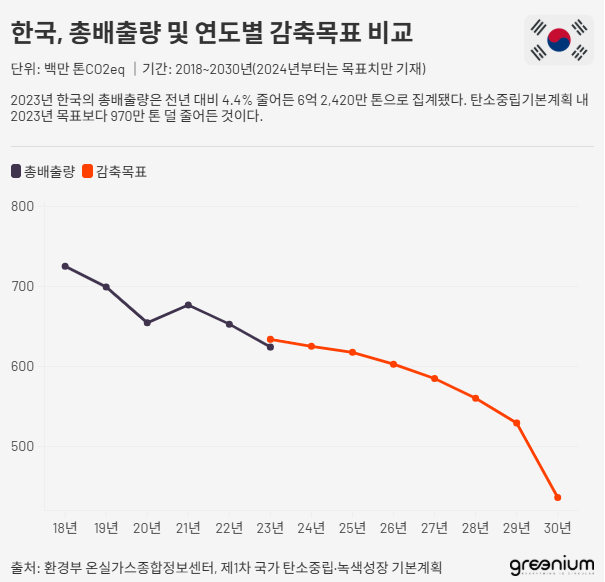 한국, 총배출량 및 연도별 감축목표 비교
단위: 백만 톤CO2eq | 기간: 2018~2030년(2024년부터는 목표치만 기재)
2023년 한국의 총배출량은 전년 대비 4.4% 줄어든 6억 2,420만 톤으로 집계됐다. 탄소중립기본계획 내
2023년 목표보다 970만 톤 덜 줄어든 것이다.
총배출량 감축목표
800
700
600
500
18년 19년 20년 21년 22년 23년 24년 25년 26년 27년 28년 29년 30년
출처: 환경부 온실가스종합정보센터, 제1차 국가 탄소중립·녹색성장 기본계획
greenium